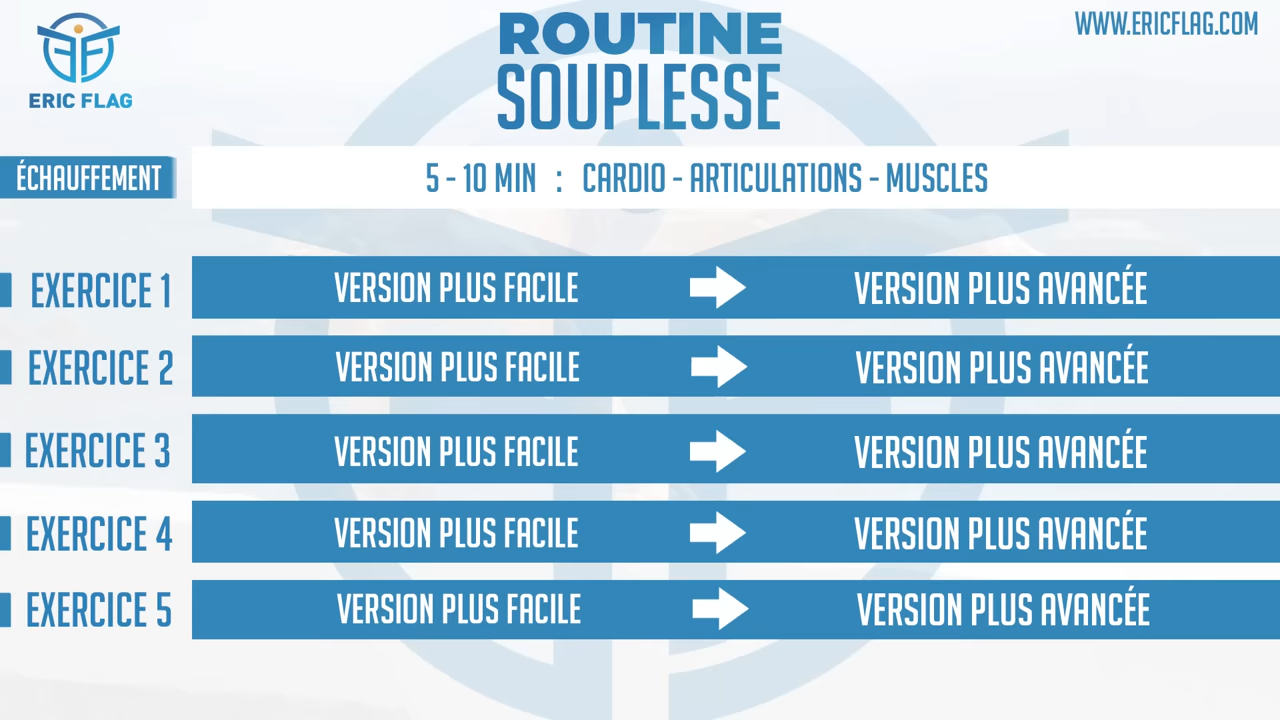 ERIC FLAG
ROUTINE
SOUPLESSE
WWW.ERICFLAG.COM
ÉCHAUFFEMENT 5 - 10 MIN : CARDIO - ARTICULATIONS - MUSCLES
EXERCICE 1 VERSION PLUS FACILE VERSION PLUS AVANCÉE
EXERCICE 2 VERSION PLUS FACILE VERSION PLUS AVANCÉE
EXERCICE 3 VERSION PLUS FACILE VERSION PLUS AVANCÉE
EXERCICE 4 VERSION PLUS FACILE VERSION PLUS AVANCÉE
EXERCICE 5 VERSION PLUS FACILE VERSION PLUS AVANCÉE